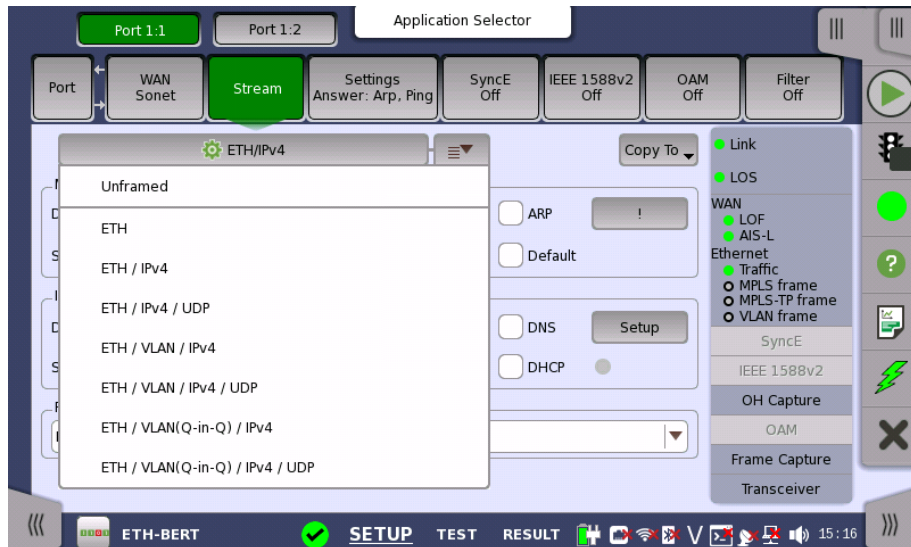 Application Selector
Port 1:1
Port 1:2
Port
WAN
Sonet
Stream
Settings
Answer: Arp, Ping
SyncE
Off
IEEE 1588v2
Off
OAM
Off
Filter
Off
ETH/IPv4
Copy To
Unframed
ETH
ETH / IPv4
ETH / IPv4 / UDP
ETH / VLAN / IPv4
ETH / VLAN / IPv4 / UDP
ETH / VLAN(Q-in-Q) / IPv4
ETH / VLAN(Q-in-Q) / IPv4 / UDP
ARP
!
Default
DNS
Setup
DHCP
Link
LOS
WAN
LOF
AIS-L
Ethernet
Traffic
MPLS frame
MPLS-TP frame
VLAN frame
SyncE
IEEE 1588v2
OH Capture
OAM
Frame Capture
Transceiver
?
ETH-BERT
SETUP
TEST
RESULT
V
15:16